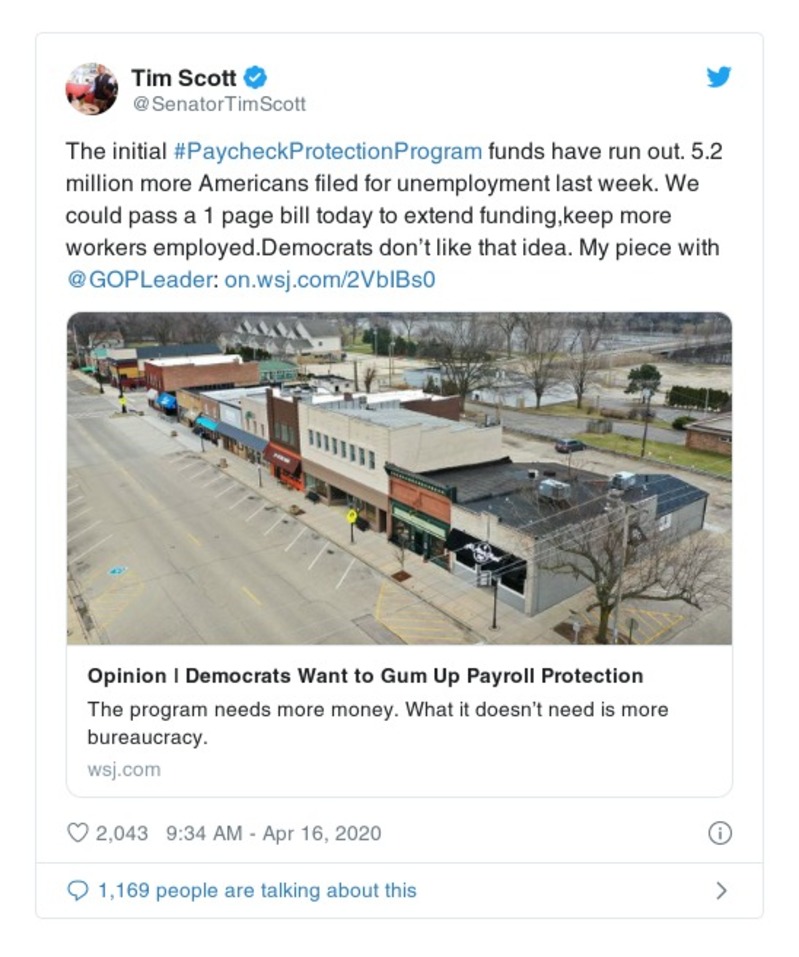 Tim Scott
@SenatorTimScott
The initial #PaycheckProtectionProgram funds have run out. 5.2
million more Americans filed for unemployment last week. We
could pass a 1 page bill today to extend funding,keep more
workers employed.Democrats don’t like that idea. My piece with
@GOPLeader: on.wsj.com/2VbIBs0
Opinion | Democrats Want to Gum Up Payroll Protection
The program needs more money. What it doesn’t need is more
bureaucracy.
wsj.com
2,043 9:34 AM - Apr 16, 2020
1,169 people are talking about this